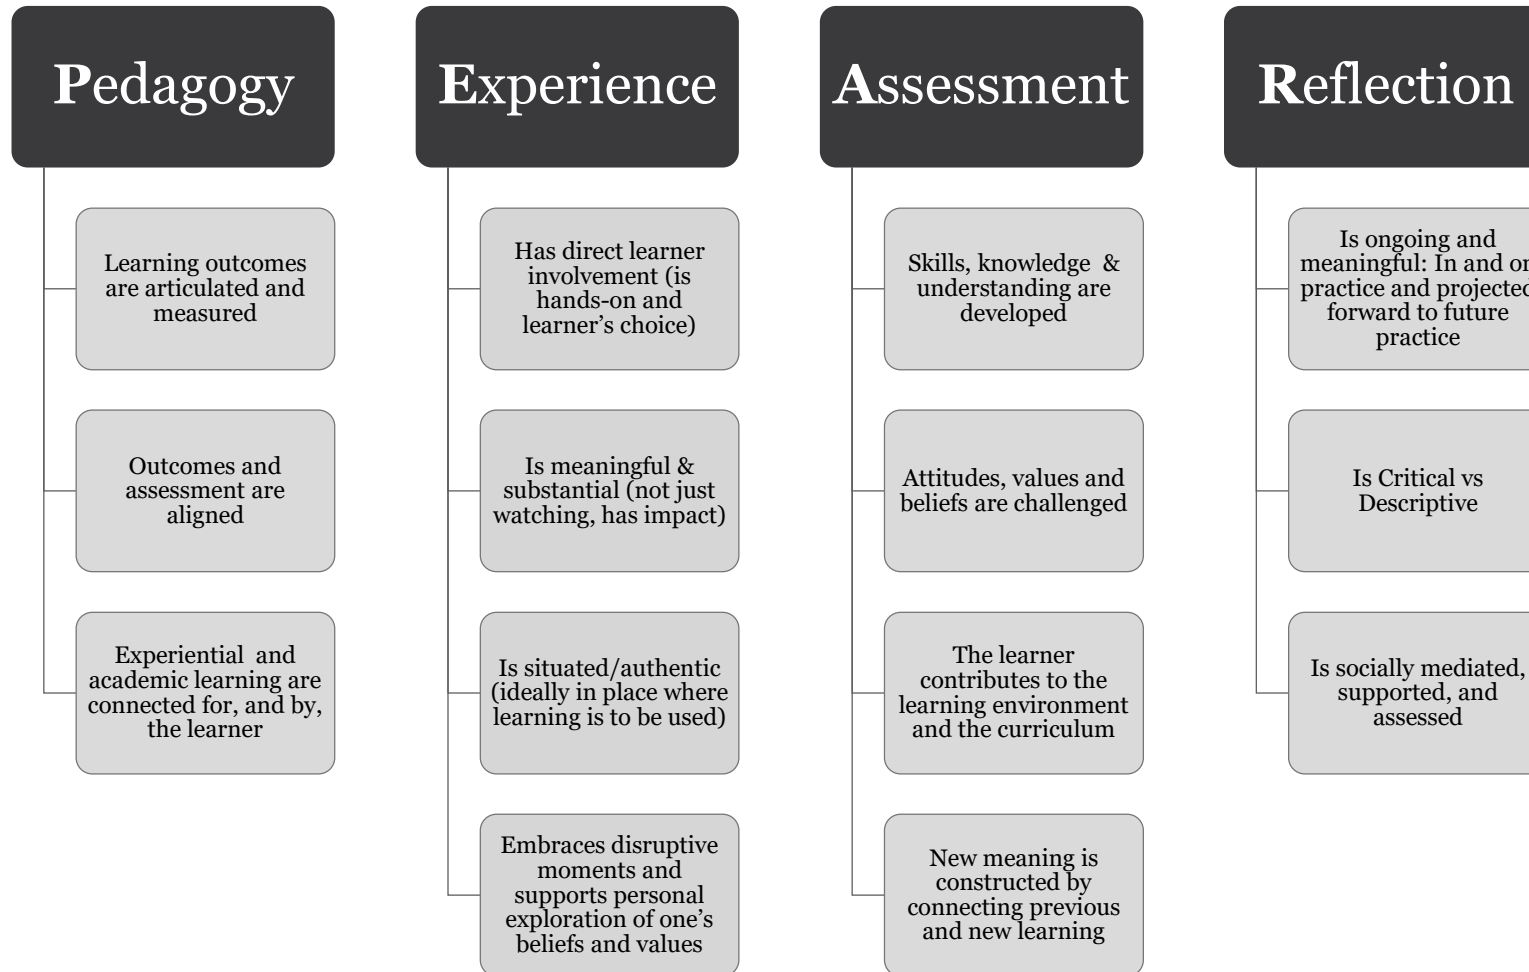 Pedagogy
Learning outcomes
are articulated and
measured
Outcomes and
assessment are
aligned
Experiential and
academic learning are
connected for, and by,
the learner
Experience
Has direct learner
involvement (is
hands-on and
learner’s choice)
Is meaningful &
substantial (not just
watching, has impact)
Is situated/authentic
(ideally in place where
learning is to be used)
Embraces disruptive
moments and
supports personal
exploration of one’s
beliefs and values
Assessment
Skills, knowledge &
understanding are
developed
Attitudes, values and
beliefs are challenged
The learner
contributes to the
learning environment
and the curriculum
New meaning is
constructed by
connecting previous
and new learning
Reflection
Is ongoing and
meaningful: In and on
practice and projected
forward to future
practice
Is Critical vs
Descriptive
Is socially mediated,
supported, and
assessed